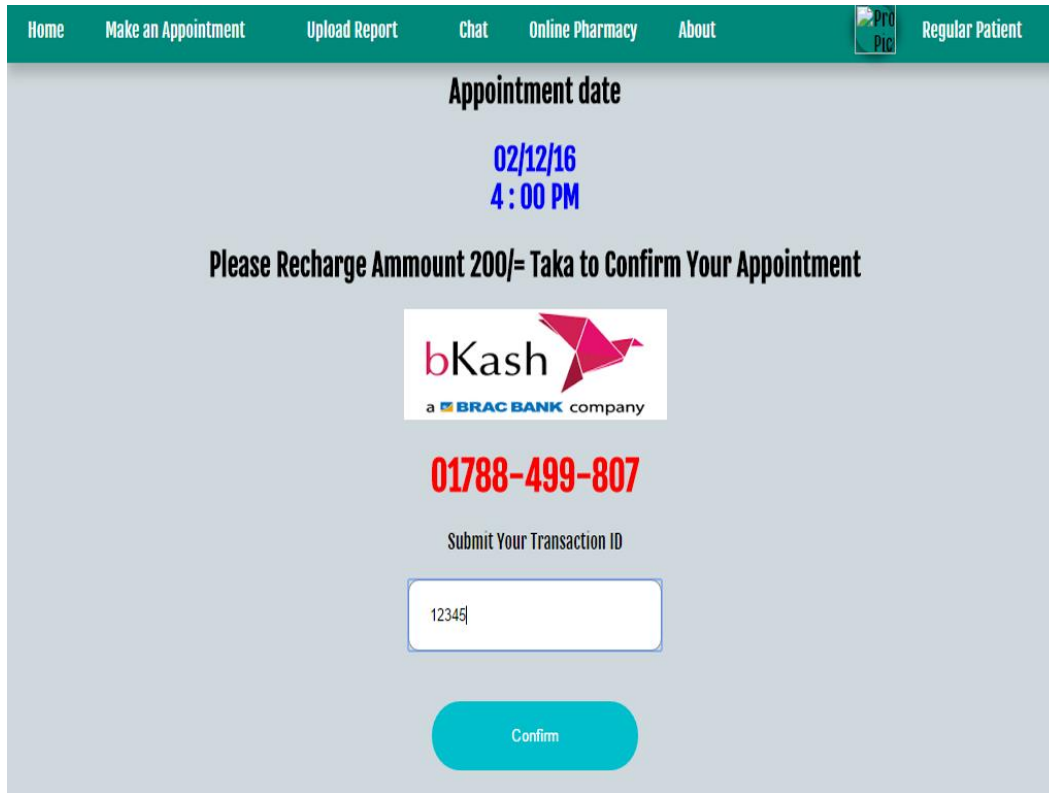 Home Make an Appointment Upload Report Chat Online Pharmacy About Pro Pic Regular Patient
Appointment date
02/12/16
4 : 00 PM
Please Recharge Ammount 200/= Taka to Confirm Your Appointment
bKash
a BRAC BANK company
01788-499-807
Submit Your Transaction ID
12345
Confirm